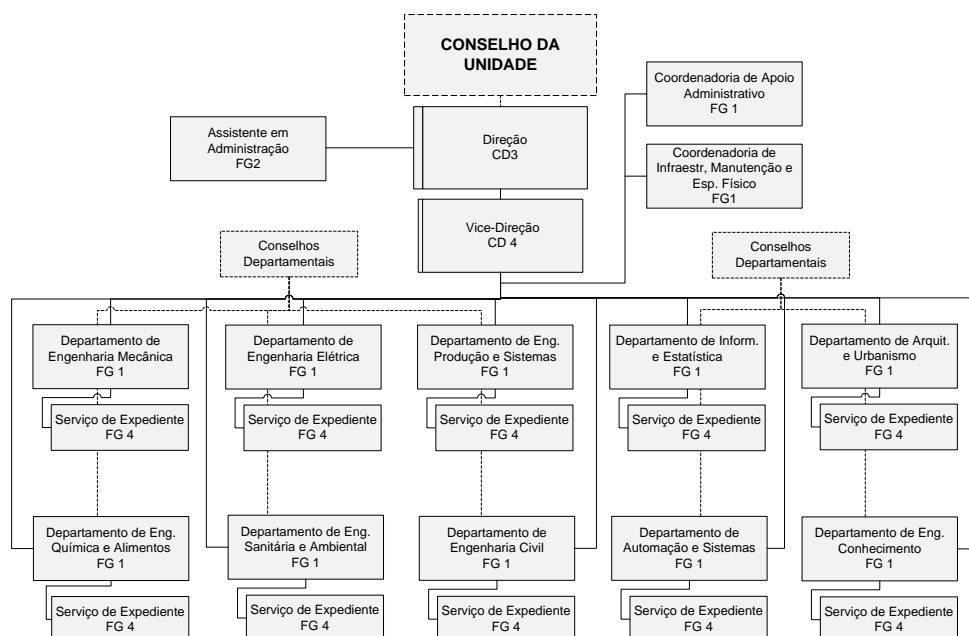 CONSELHO DA
UNIDADE
Coordenadoria de Apoio
Administrativo
FG 1
Assistente em
Administração
FG2
Direção
CD3
Coordenadoria de
Infraestr, Manutenção e
Esp. Físico
FG1
Vice-Direção
CD 4
Conselhos
Departamentais
Conselhos
Departamentais
Departamento de
Engenharia Mecânica
FG 1
Departamento de
Engenharia Elétrica
FG 1
Departamento de Eng.
Produção e Sistemas
FG 1
Departamento de Inform.
e Estatística
FG 1
Departamento de Arquit.
e Urbanismo
FG 1
Serviço de Expediente
FG 4
Serviço de Expediente
FG 4
Serviço de Expediente
FG 4
Serviço de Expediente
FG 4
Serviço de Expediente
FG 4
Departamento de Eng.
Química e Alimentos
FG 1
Departamento de Eng.
Sanitária e Ambiental
FG 1
Departamento de
Engenharia Civil
FG 1
Departamento de
Automação e Sistemas
FG 1
Departamento de Eng.
Conhecimento
FG 1
Serviço de Expediente
FG 4
Serviço de Expediente
FG 4
Serviço de Expediente
FG 4
Serviço de Expediente
FG 4
Serviço de Expediente
FG 4